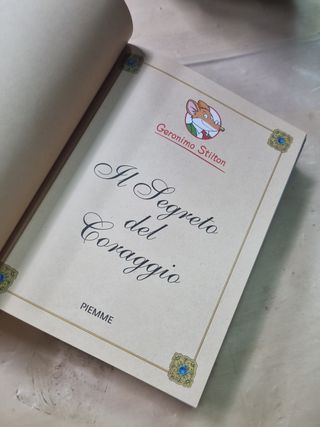 Geronimo Stilton
Il Segreto
del
Coraggio
PIEMME